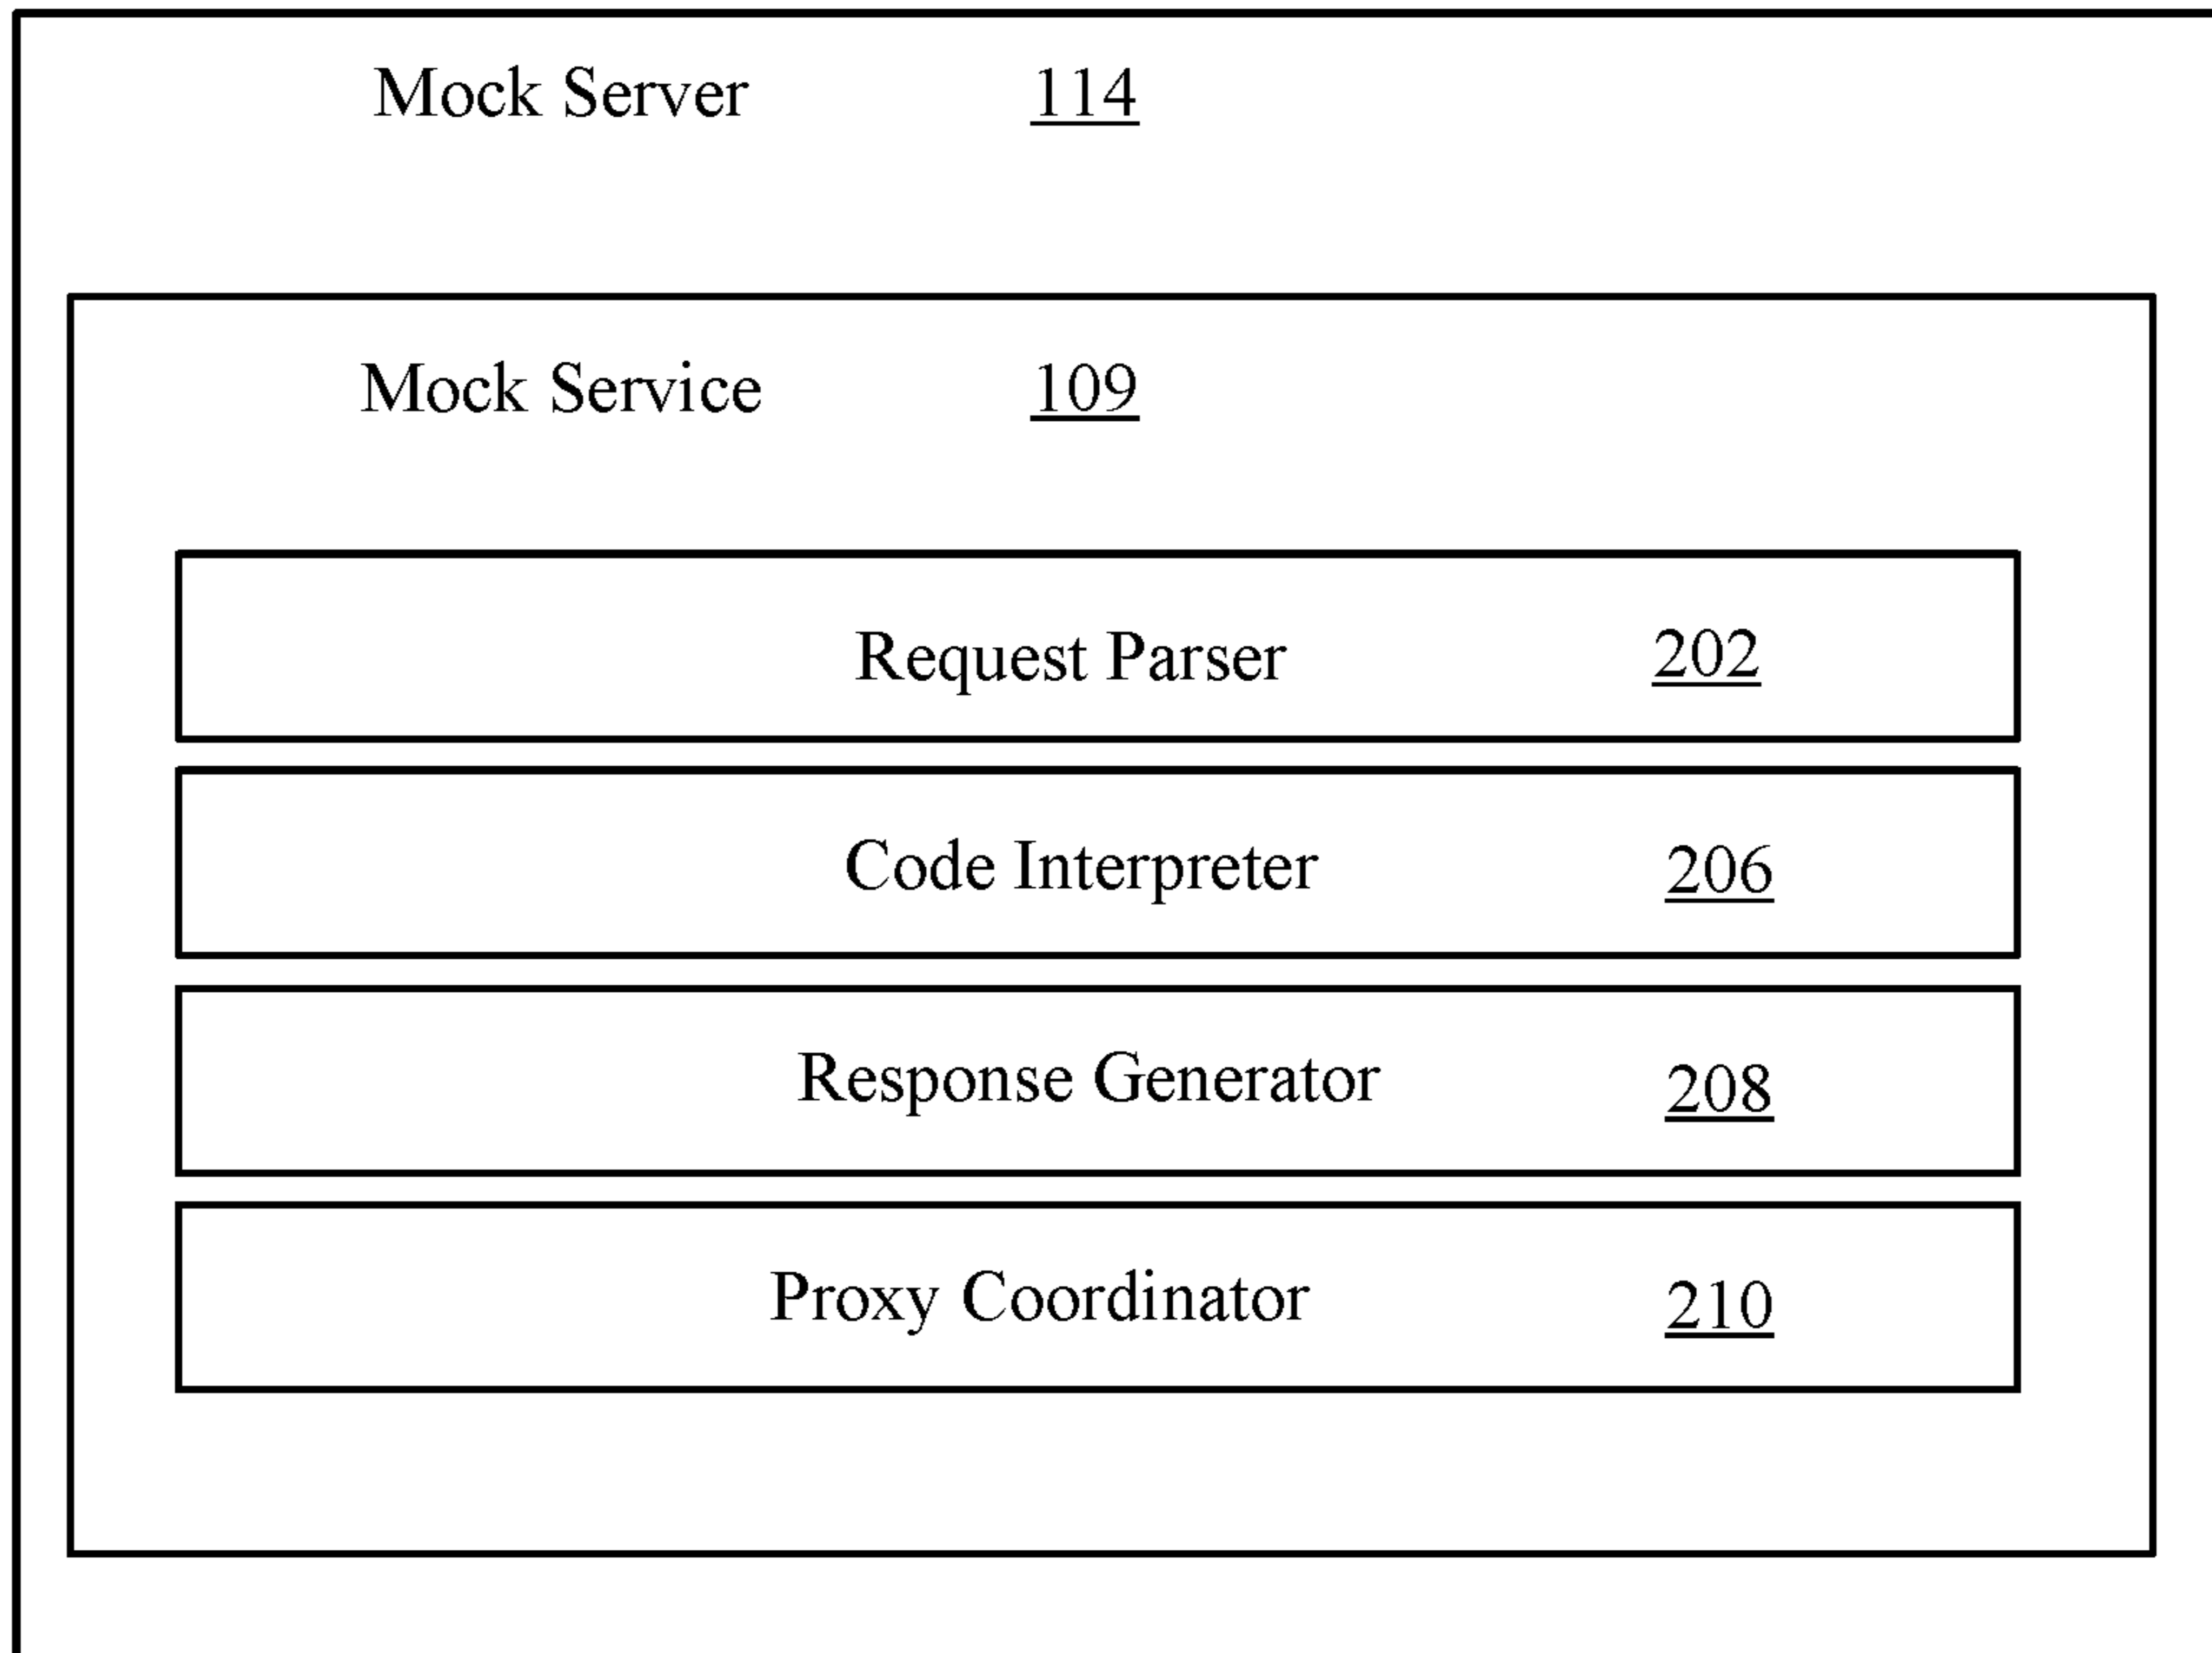 Mock Server 114
Mock Service 109
Request Parser 202
Code Interpreter 206
Response Generator 208
Proxy Coordinator 210